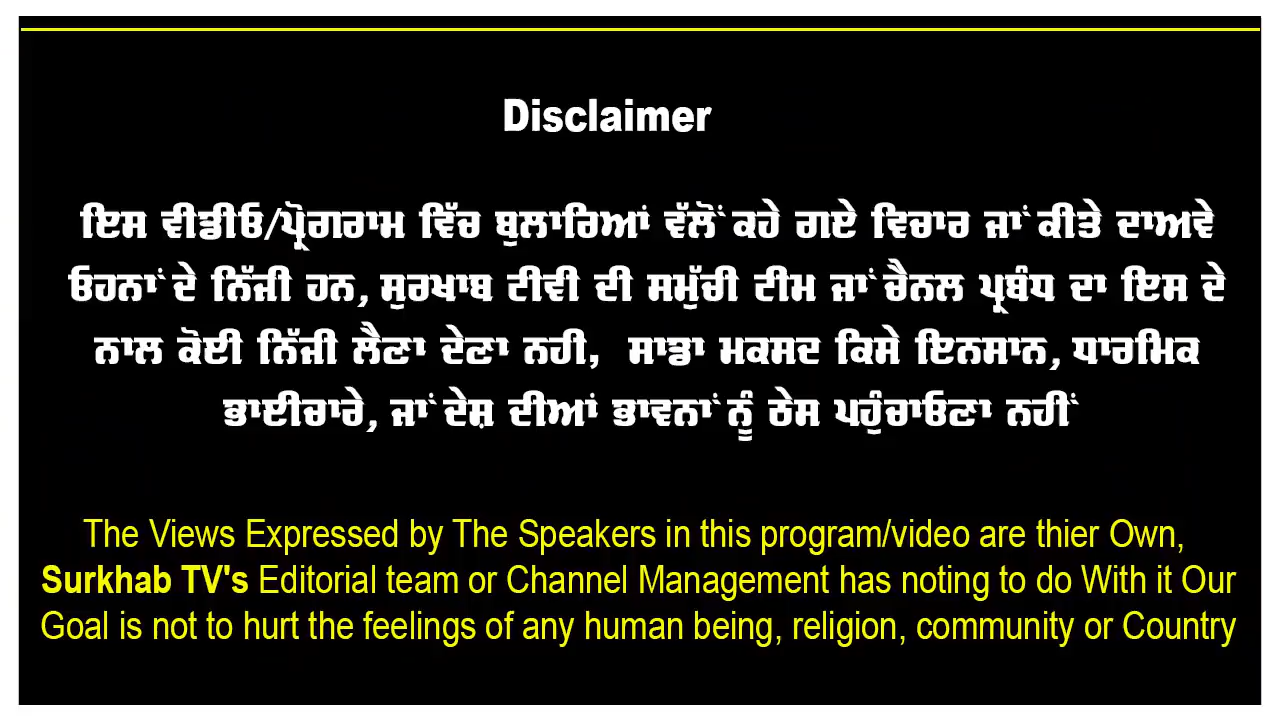 Disclaimer
ਇਸ ਵੀਡੀਓ/ਪ੍ਰੋਗਰਾਮ ਵਿੱਚ ਬੁਲਾਰਿਆਂ ਵੱਲੋਂ ਕਹੇ ਗਏ ਵਿਚਾਰ ਜਾਂ ਕੀਤੇ ਦਾਅਵੇ
ਓਹਨਾਂ ਦੇ ਨਿੱਜੀ ਹਨ, ਸੁਰਖਾਬ ਟੀਵੀ ਦੀ ਸਮੁੱਚੀ ਟੀਮ ਜਾਂ ਚੈਨਲ ਪ੍ਰਬੰਧ ਦਾ ਇਸ ਦੇ
ਨਾਲ ਕੋਈ ਨਿੱਜੀ ਲੈਣਾ ਦੇਣਾ ਨਹੀ, ਸਾਡਾ ਮਕਸਦ ਕਿਸੇ ਇਨਸਾਨ, ਧਾਰਮਿਕ
ਭਾਈਚਾਰੇ, ਜਾਂ ਦੇਸ਼ ਦੀਆਂ ਭਾਵਨਾਂ ਨੂੰ ਠੇਸ ਪਹੁੰਚਾਓਣਾ ਨਹੀਂ
The Views Expressed by The Speakers in this program/video are thier Own,
Surkhab TV's Editorial team or Channel Management has noting to do With it Our
Goal is not to hurt the feelings of any human being, religion, community or Country